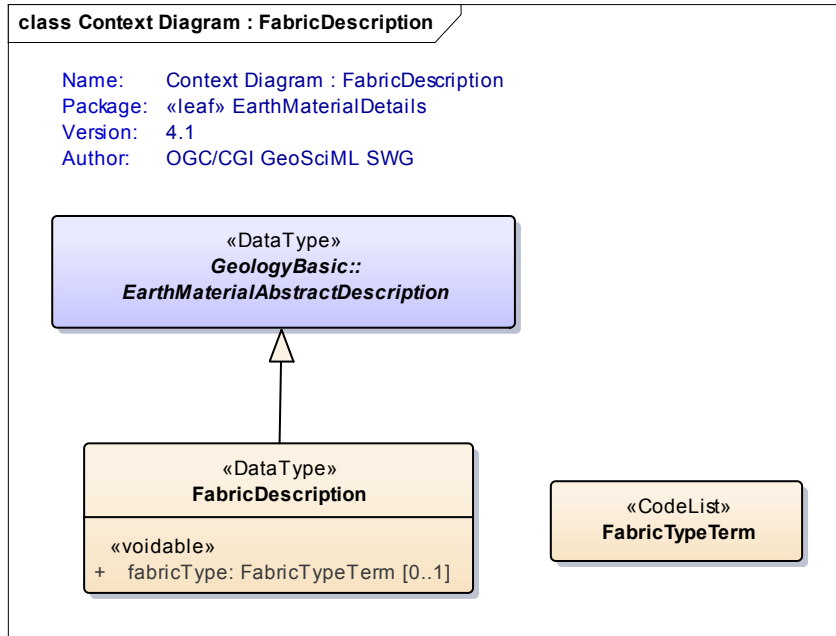 class Context Diagram : FabricDescription
Name: Context Diagram : FabricDescription
Package: «leaf» EarthMaterialDetails
Version: 4.1
Author: OGC/CGI GeoSciML SWG
«DataType»
GeologyBasic::
EarthMaterialAbstractDescription
«DataType»
FabricDescription
«voidable»
+ fabricType: FabricTypeTerm [0..1]
«CodeList»
FabricTypeTerm